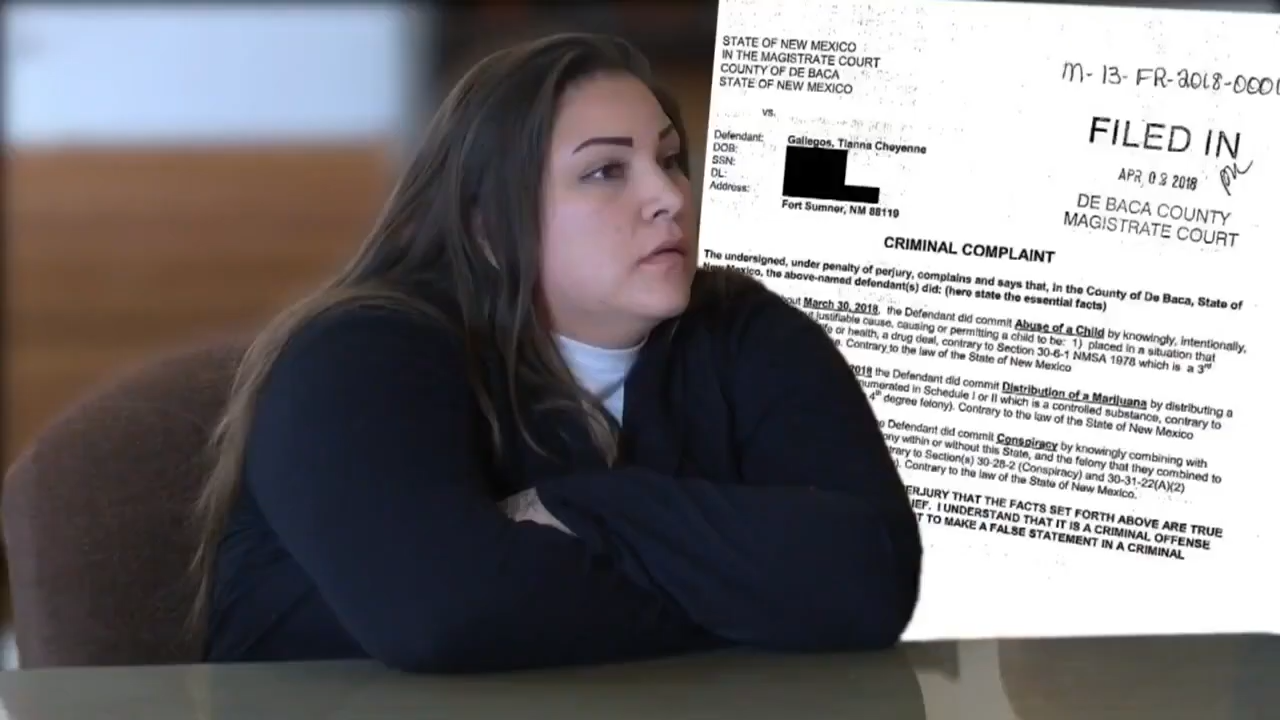 STATE OF NEW MEXICO
IN THE MAGISTRATE COURT
COUNTY OF DE BACA
STATE OF NEW MEXICO
vs.
M-13-FR-2018-000
FILED IN
APR 03 2018
DE BACA COUNTY
MAGISTRATE COURT
Defendant: Gallegos, Tianna Cheyenne
DOB:
SSN:
DL:
Address:
Fort Sumner, NM 88119
CRIMINAL COMPLAINT
The undersigned, under penalty of perjury, complains and says that, in the County of De Baca, State of
New Mexico, the above-named defendant(s) did: (here state the essential facts)
out March 30, 2018, the Defendant did commit Abuse of a Child by knowingly, intentionally,
justifiable cause, causing or permitting a child to be: 1) placed in a situation that
or health, a drug deal, contrary to Section 30-6-1 NMSA 1978 which is a 3rd
e. Contrary to the law of the State of New Mexico
2018 the Defendant did commit Distribution of a Marijuana by distributing a
numerated in Schedule I or II which is a controlled substance, contrary to
4th degree felony). Contrary to the law of the State of New Mexico
Defendant did commit Conspiracy by knowingly combining with
ony within or without this State, and the felony that they combined to
rary to Section(s) 30-28-2 (Conspiracy) and 30-31-22(A)(2)
). Contrary to the law of the State of New Mexico.
ERJURY THAT THE FACTS SET FORTH ABOVE ARE TRUE
IEF. I UNDERSTAND THAT IT IS A CRIMINAL OFFENSE
T TO MAKE A FALSE STATEMENT IN A CRIMINAL